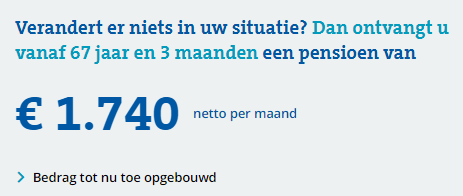 Verandert er niets in uw situatie? Dan ontvangt u
vanaf 67 jaar en 3 maanden een pensioen van
€ 1.740 netto per maand
Bedrag tot nu toe opgebouwd